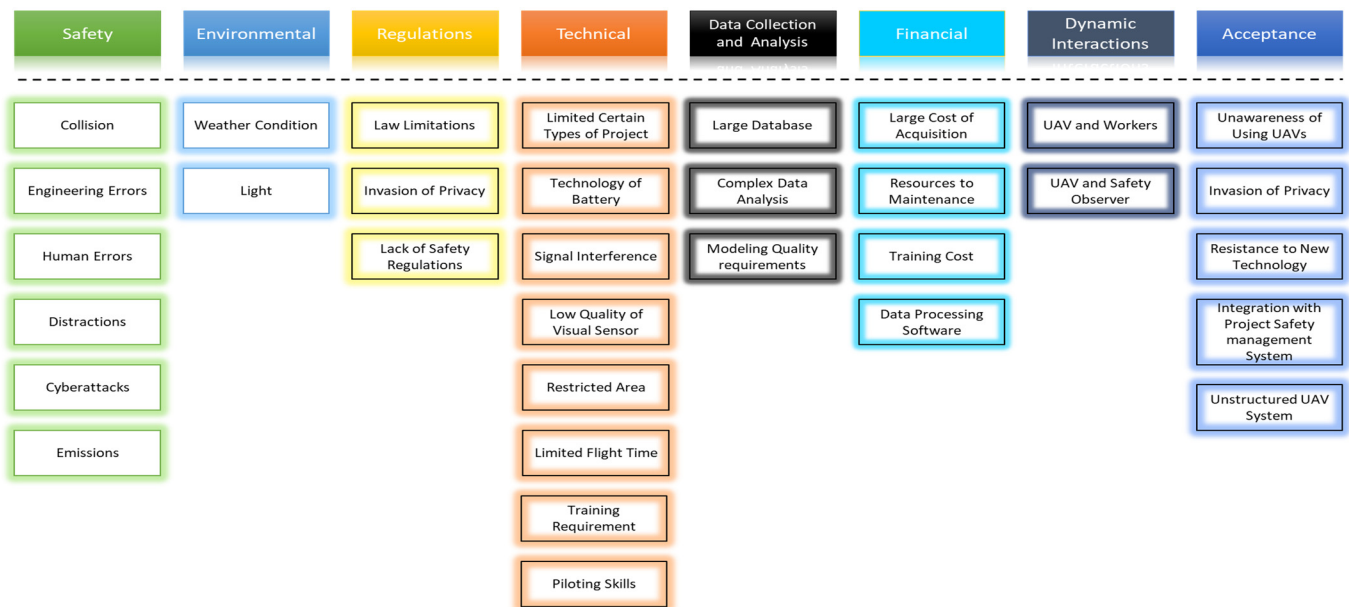 Safety
Environmental
Regulations
Technical
Data Collection
and Analysis
Financial
Dynamic
Interactions
Acceptance
Collision
Engineering Errors
Human Errors
Distractions
Cyberattacks
Emissions
Weather Condition
Light
Law Limitations
Invasion of Privacy
Lack of Safety
Regulations
Limited Certain
Types of Project
Technology of
Battery
Signal Interference
Low Quality of
Visual Sensor
Restricted Area
Limited Flight Time
Training
Requirement
Piloting Skills
Large Database
Complex Data
Analysis
Modeling Quality
requirements
Large Cost of
Acquisition
Resources to
Maintenance
Training Cost
Data Processing
Software
UAV and Workers
UAV and Safety
Observer
Unawareness of
Using UAVs
Invasion of Privacy
Resistance to New
Technology
Integration with
Project Safety
management
System
Unstructured UAV
System